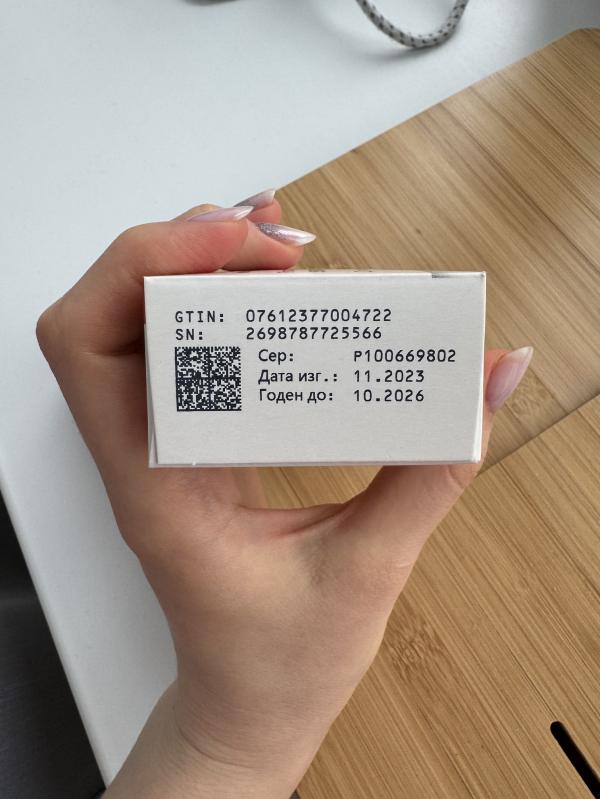 GTIN: 07612377004722
SN: 2698787725566
Сер: P100669802
Дата изг.: 11.2023
Годен до: 10.2026